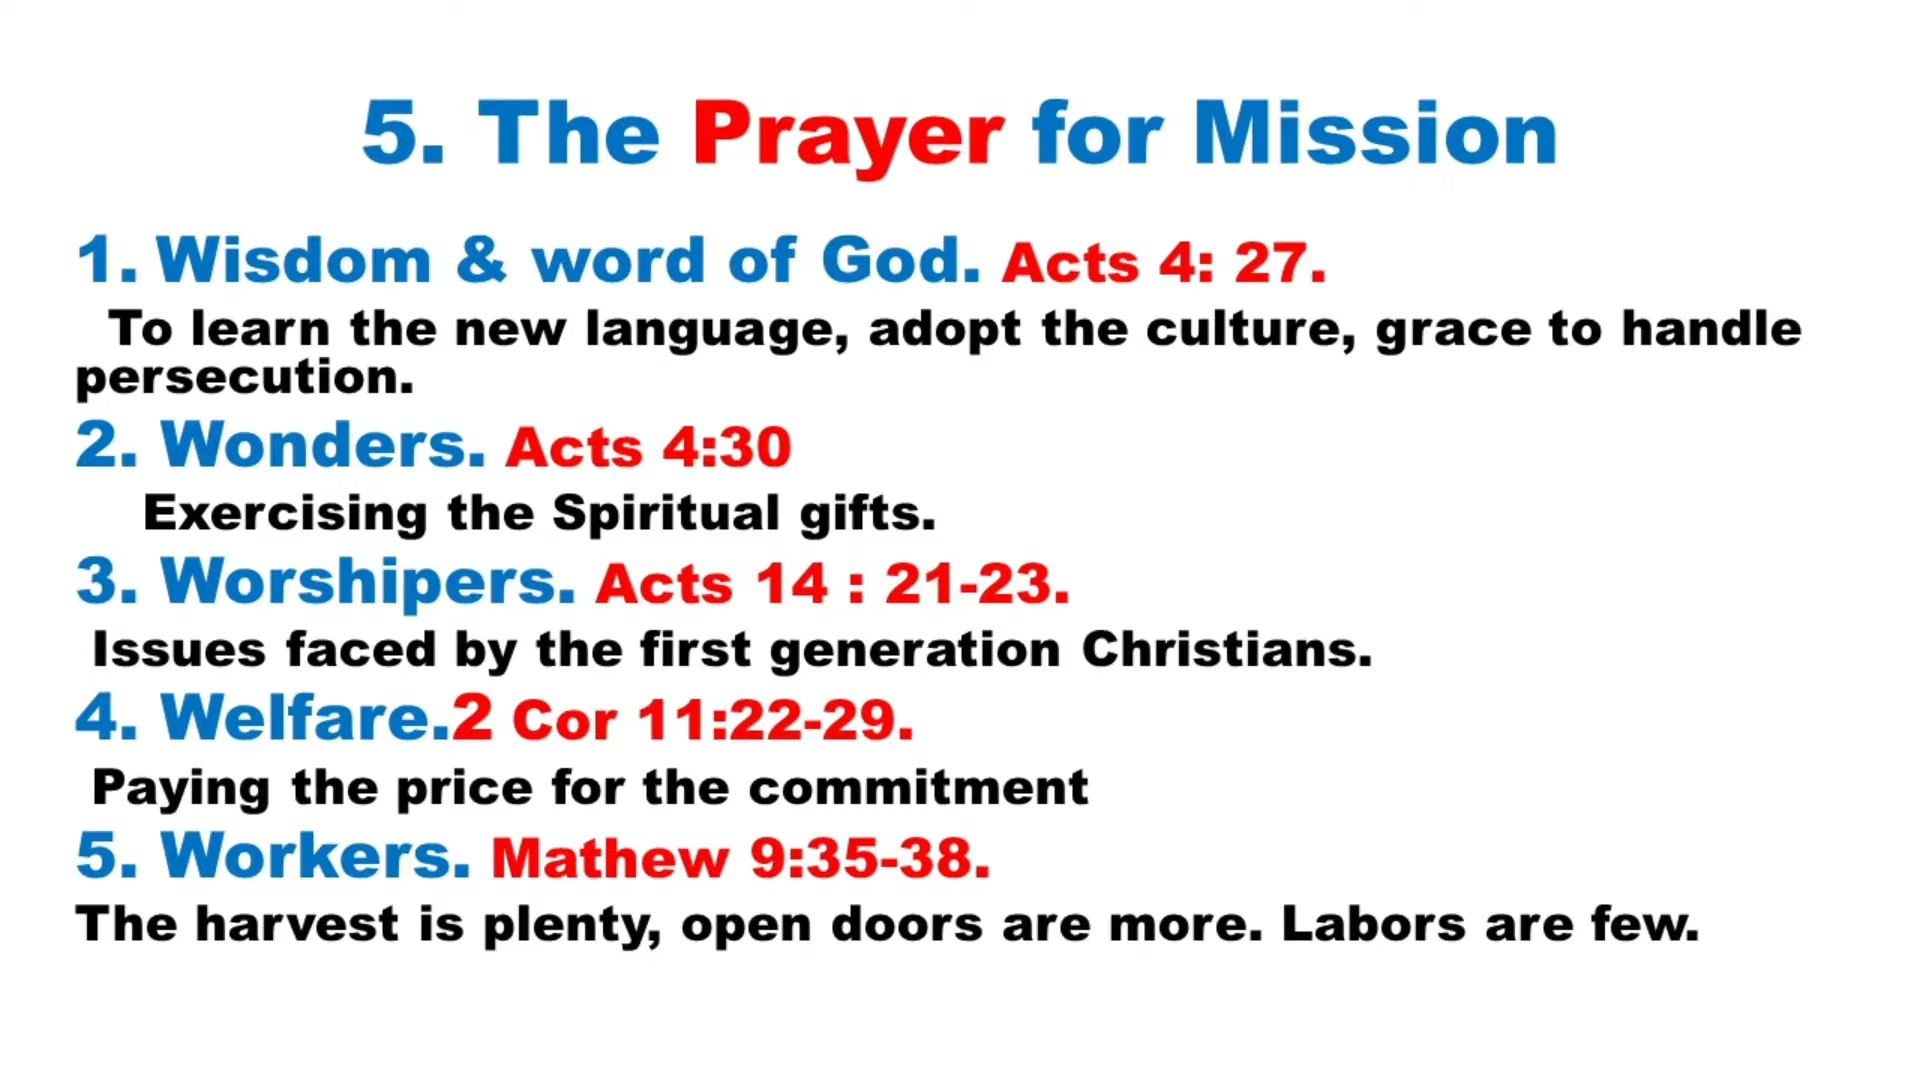 5. The Prayer for Mission
1. Wisdom & word of God. Acts 4: 27.
To learn the new language, adopt the culture, grace to handle
persecution.
2. Wonders. Acts 4:30
Exercising the Spiritual gifts.
3. Worshipers. Acts 14 : 21-23.
Issues faced by the first generation Christians.
4. Welfare.2 Cor 11:22-29.
Paying the price for the commitment
5. Workers. Mathew 9:35-38.
The harvest is plenty, open doors are more. Labors are few.